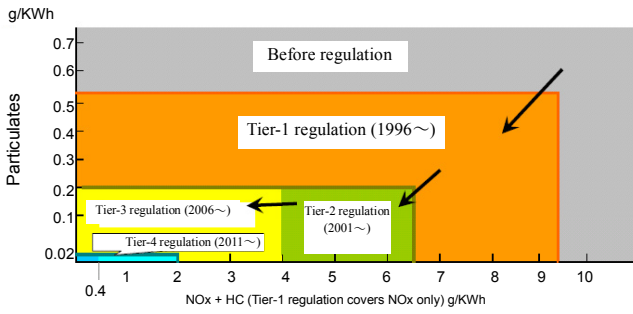 g/KWh
0.7
Before regulation
0.6
0.5
Tier-1 regulation (1996～)
0.4
0.3
Particulates
0.2
Tier-3 regulation (2006～)
Tier-2 regulation
(2001～)
0.1
Tier-4 regulation (2011～)
0.02
1 2 3 4 5 6 7 8 9 10
0.4
NOx + HC (Tier-1 regulation covers NOx only) g/KWh